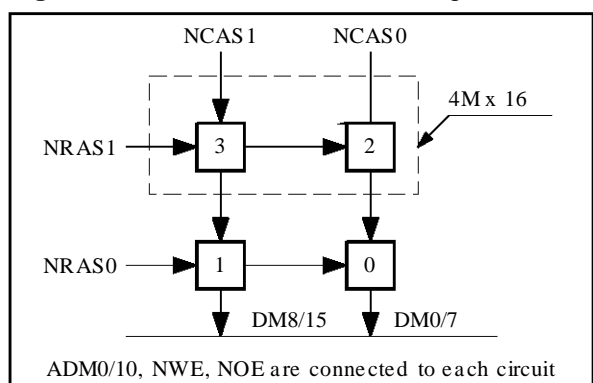 NCAS1 NCAS0
4M x 16
NRAS1 3 2
NRAS0 1 0
DM8/15 DM0/7
ADM0/10, NWE, NOE are connected to each circuit